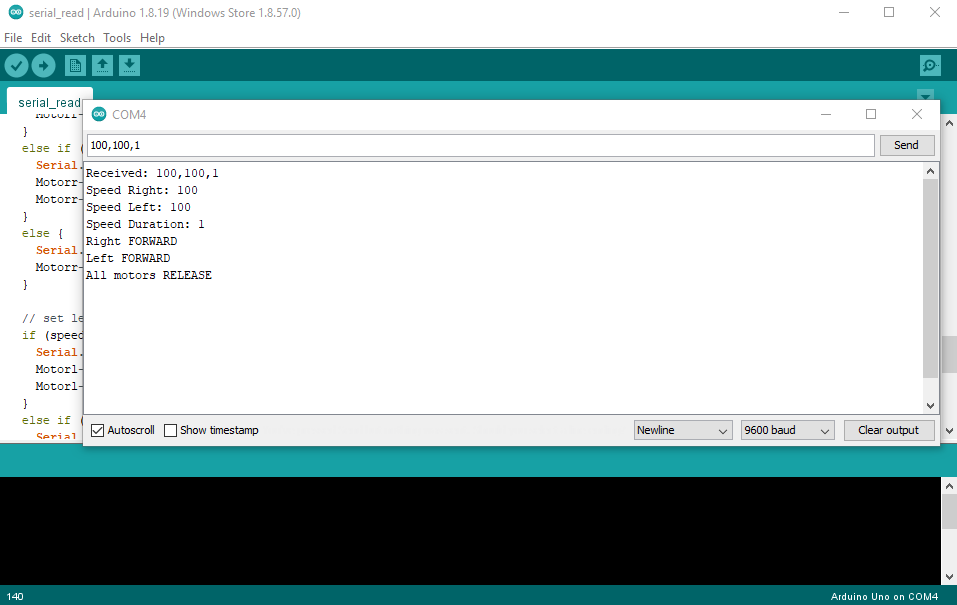 serial_read | Arduino 1.8.19 (Windows Store 1.8.57.0)
File Edit Sketch Tools Help
serial_read
COM4
100,100,1
Send
Received: 100,100,1
Speed Right: 100
Speed Left: 100
Speed Duration: 1
Right FORWARD
Left FORWARD
All motors RELEASE
Autoscroll
Show timestamp
Newline
9600 baud
Clear output
Motorr-
}
else if (
Serial.
Motorr-
Motorr-
}
else {
Serial.
Motorr-
}
// set le
if (speed
Serial.
Motorl-
Motorl-
}
else if (
Serial
140
Arduino Uno on COM4